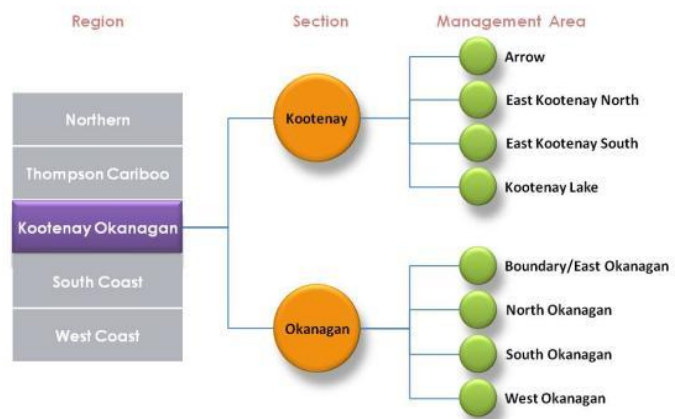 Region
Section
Management Area
Northern
Thompson Cariboo
Kootenay Okanagan
South Coast
West Coast
Kootenay
Okanagan
Arrow
East Kootenay North
East Kootenay South
Kootenay Lake
Boundary/East Okanagan
North Okanagan
South Okanagan
West Okanagan